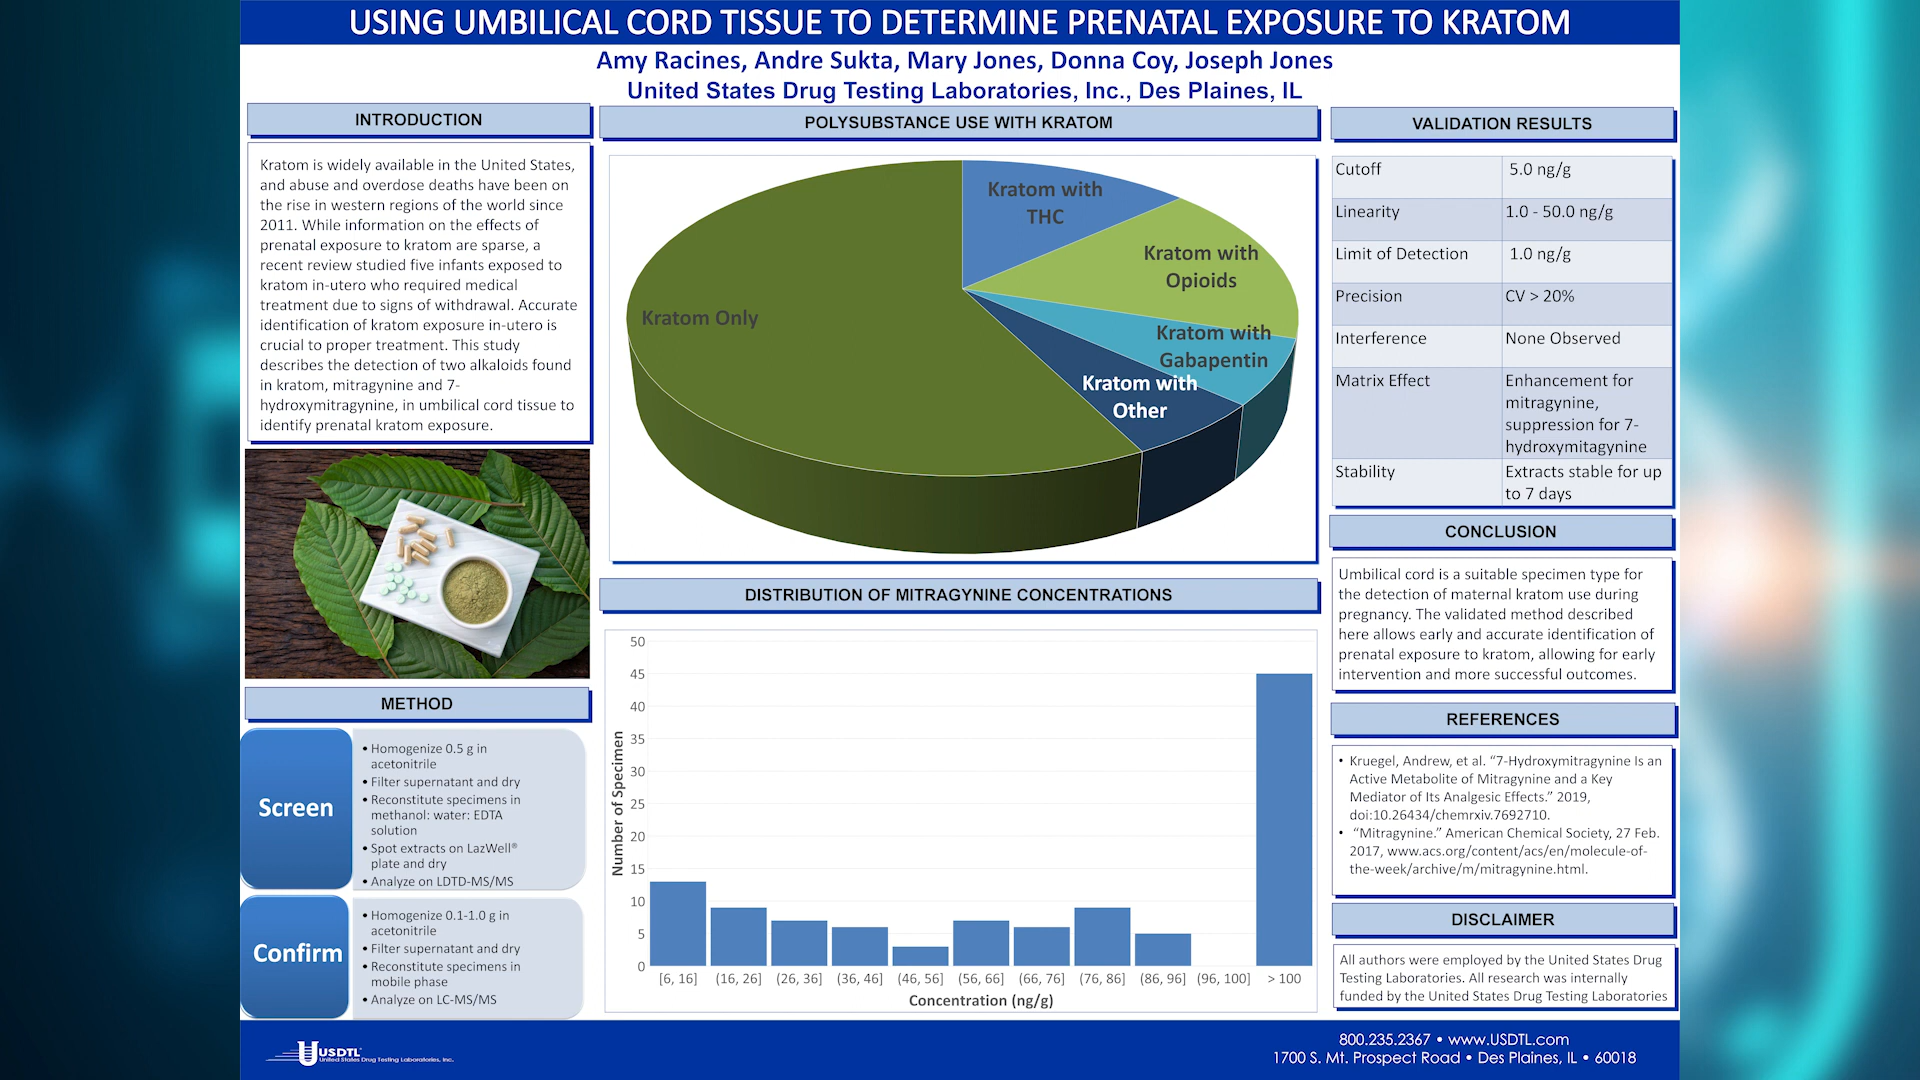 USING UMBILICAL CORD TISSUE TO DETERMINE PRENATAL EXPOSURE TO KRATOM
Amy Racines, Andre Sukta, Mary Jones, Donna Coy, Joseph Jones
United States Drug Testing Laboratories, Inc., Des Plaines, IL
INTRODUCTION
Kratom is widely available in the United States,
and abuse and overdose deaths have been on
the rise in western regions of the world since
2011. While information on the effects of
prenatal exposure to kratom are sparse, a
recent review studied five infants exposed to
kratom in-utero who required medical
treatment due to signs of withdrawal. Accurate
identification of kratom exposure in-utero is
crucial to proper treatment. This study
describes the detection of two alkaloids found
in kratom, mitragynine and 7-
hydroxymitragynine, in umbilical cord tissue to
identify prenatal kratom exposure.
METHOD
Screen
• Homogenize 0.5 g in
acetonitrile
• Filter supernatant and dry
• Reconstitute specimens in
methanol: water: EDTA
solution
• Spot extracts on LazWell®
plate and dry
• Analyze on LDTD-MS/MS
Confirm
• Homogenize 0.1-1.0 g in
acetonitrile
• Filter supernatant and dry
• Reconstitute specimens in
mobile phase
• Analyze on LC-MS/MS
POLYSUBSTANCE USE WITH KRATOM
Kratom with
THC
Kratom with
Opioids
Kratom with
Gabapentin
Kratom with
Other
Kratom Only
DISTRIBUTION OF MITRAGYNINE CONCENTRATIONS
50
45
40
35
30
25
20
15
10
5
0
Number of Specimen
[6, 16] (16, 26] (26, 36] (36, 46] (46, 56] (56, 66] (66, 76] (76, 86] (86, 96] (96, 100] > 100
Concentration (ng/g)
VALIDATION RESULTS
Cutoff 5.0 ng/g
Linearity 1.0 - 50.0 ng/g
Limit of Detection 1.0 ng/g
Precision CV > 20%
Interference None Observed
Matrix Effect Enhancement for
mitragynine,
suppression for 7-
hydroxymitagynine
Stability Extracts stable for up
to 7 days
CONCLUSION
Umbilical cord is a suitable specimen type for
the detection of maternal kratom use during
pregnancy. The validated method described
here allows early and accurate identification of
prenatal exposure to kratom, allowing for early
intervention and more successful outcomes.
REFERENCES
• Kruegel, Andrew, et al. “7-Hydroxymitragynine Is an
Active Metabolite of Mitragynine and a Key
Mediator of Its Analgesic Effects.” 2019,
doi:10.26434/chemrxiv.7692710.
• “Mitragynine.” American Chemical Society, 27 Feb.
2017, www.acs.org/content/acs/en/molecule-of-
the-week/archive/m/mitragynine.html.
DISCLAIMER
All authors were employed by the United States Drug
Testing Laboratories. All research was internally
funded by the United States Drug Testing Laboratories
USDTL
United States Drug Testing Laboratories, Inc.
800.235.2367 • www.USDTL.com
1700 S. Mt. Prospect Road • Des Plaines, IL • 60018